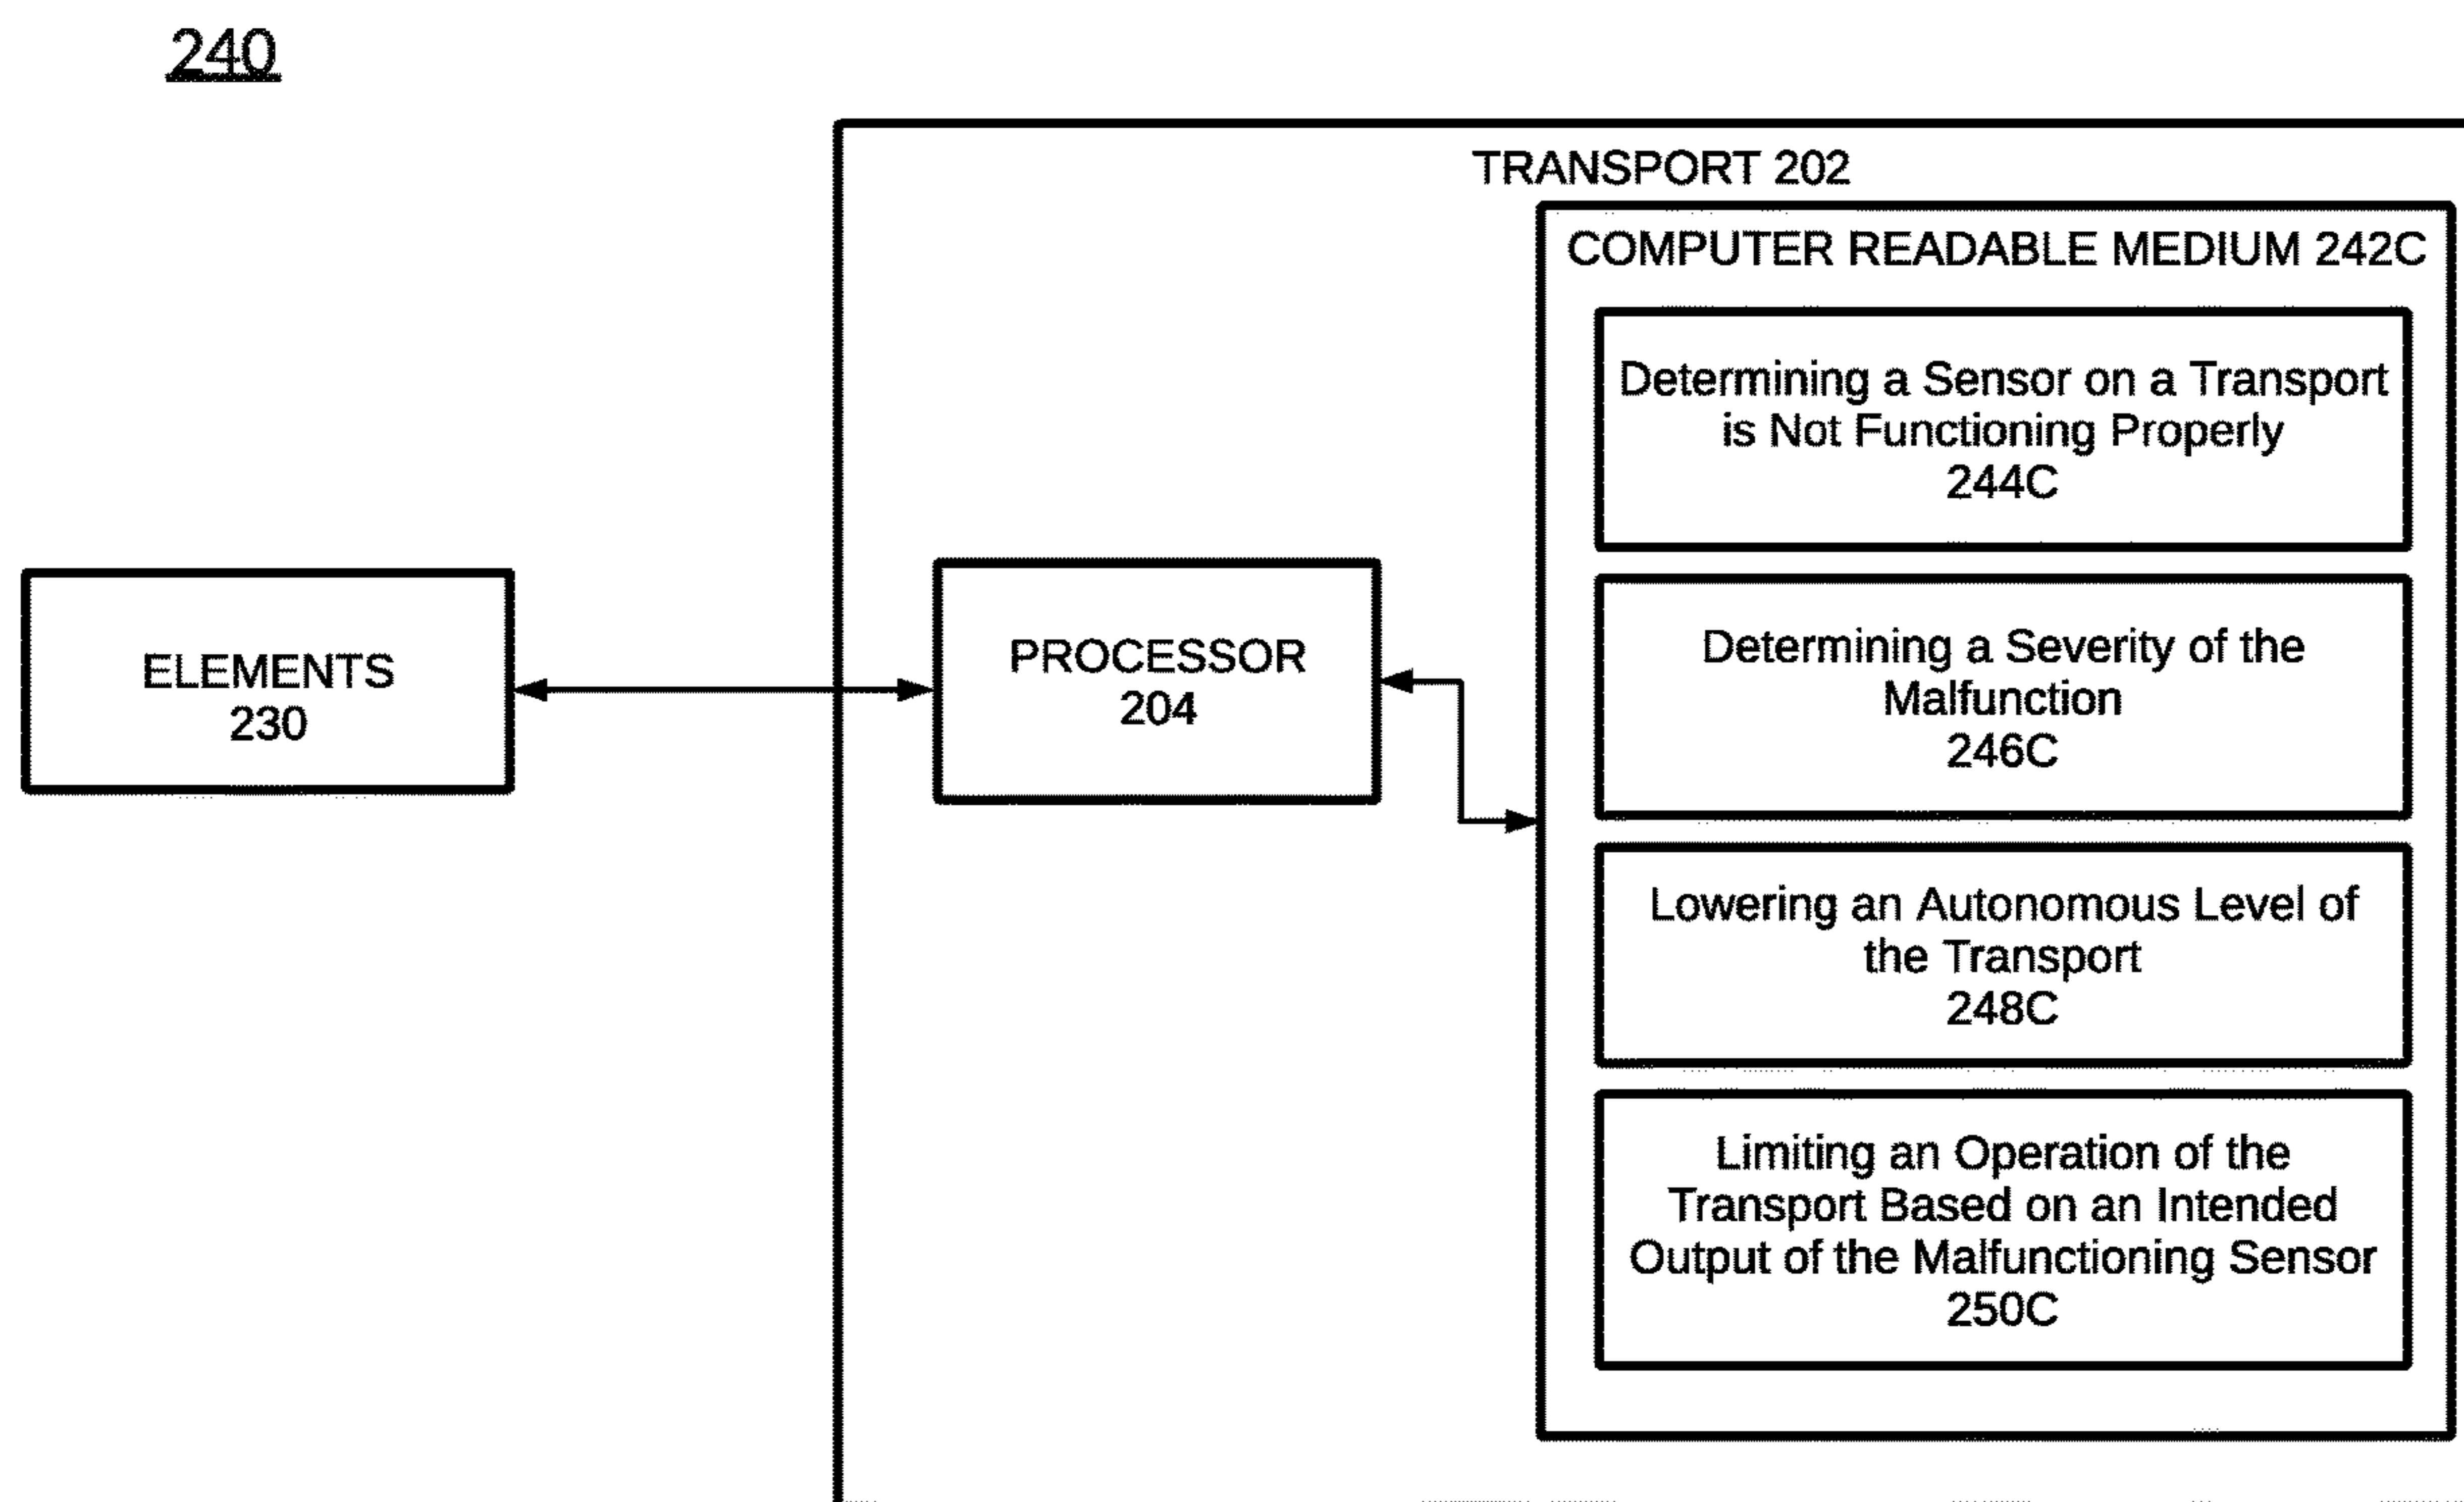 240
TRANSPORT 202
COMPUTER READABLE MEDIUM 242C
Determining a Sensor on a Transport
is Not Functioning Properly
244C
ELEMENTS
230
PROCESSOR
204
Determining a Severity of the
Malfunction
246C
Lowering an Autonomous Level of
the Transport
248C
Limiting an Operation of the
Transport Based on an Intended
Output of the Malfunctioning Sensor
250C